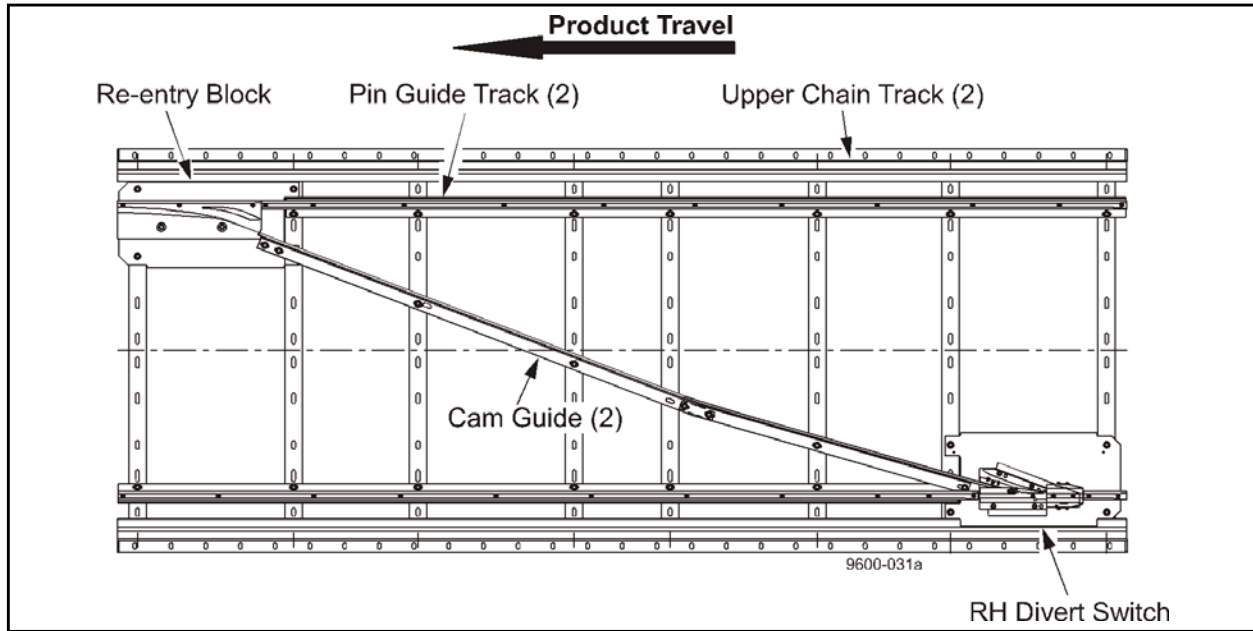 Product Travel
Re-entry Block
Pin Guide Track (2)
Upper Chain Track (2)
Cam Guide (2)
9600-031a
RH Divert Switch